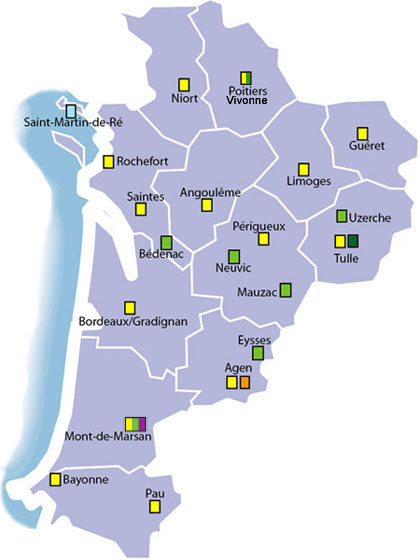 Niort
Poitiers
Vivonne
Saint-Martin-de-Ré
Guéret
Rochefort
Limoges
Saintes
Angoulême
Uzerche
Périgueux
Bédenac
Neuvic
Tulle
Mauzac
Bordeaux/Gradignan
Eysses
Agen
Mont-de-Marsan
Bayonne
Pau